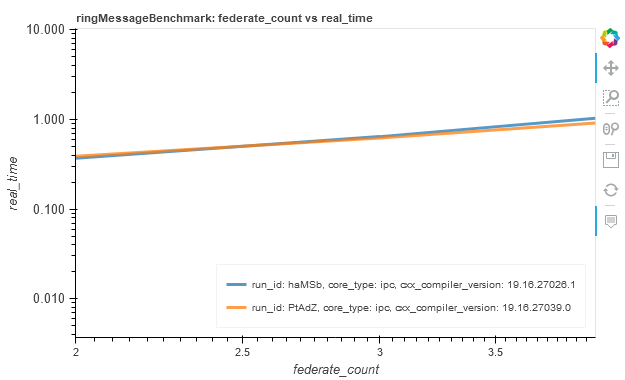 ringMessageBenchmark: federate_count vs real_time
10.000
1.000
0.100
0.010
real_time
run_id: haMSb, core_type: ipc, cxx_compiler_version: 19.16.27026.1
run_id: PtAdZ, core_type: ipc, cxx_compiler_version: 19.16.27039.0
2
2.5
3
3.5
federate_count